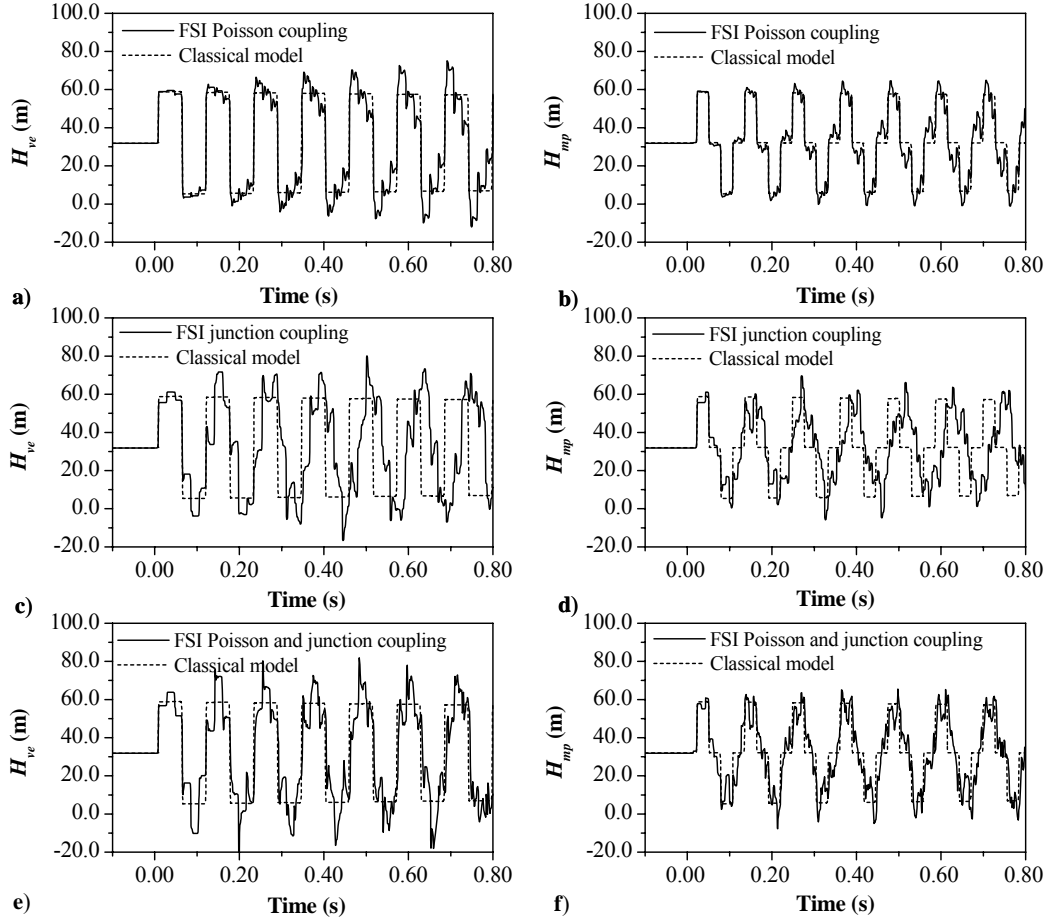 100.0
80.0
60.0
40.0
20.0
0.0
-20.0
H_ve (m)
FSI Poisson coupling
Classical model
0.00 0.20 0.40 0.60 0.80
Time (s)
a)
100.0
80.0
60.0
40.0
20.0
0.0
-20.0
H_mp (m)
FSI Poisson coupling
Classical model
0.00 0.20 0.40 0.60 0.80
Time (s)
b)
100.0
80.0
60.0
40.0
20.0
0.0
-20.0
H_ve (m)
FSI junction coupling
Classical model
0.00 0.20 0.40 0.60 0.80
Time (s)
c)
100.0
80.0
60.0
40.0
20.0
0.0
-20.0
H_mp (m)
FSI junction coupling
Classical model
0.00 0.20 0.40 0.60 0.80
Time (s)
d)
100.0
80.0
60.0
40.0
20.0
0.0
-20.0
H_ve (m)
FSI Poisson and junction coupling
Classical model
0.00 0.20 0.40 0.60 0.80
Time (s)
e)
100.0
80.0
60.0
40.0
20.0
0.0
-20.0
H_mp (m)
FSI Poisson and junction coupling
Classical model
0.00 0.20 0.40 0.60 0.80
Time (s)
f)